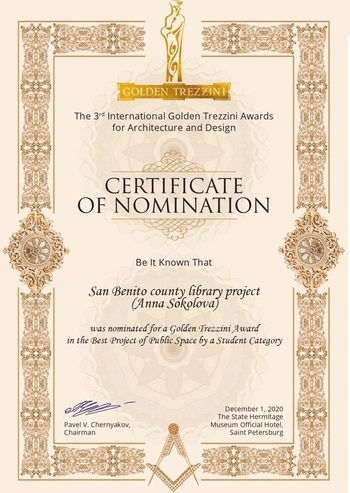 GOLDEN TREZZINI
The 3rd International Golden Trezzini Awards
for Architecture and Design
CERTIFICATE
OF NOMINATION
Be It Known That
San Benito county library project
(Anna Sokolova)
was nominated for a Golden Trezzini Award
in the Best Project of Public Space by a Student Category
Pavel V. Chernyakov,
Chairman
December 1, 2020
The State Hermitage
Museum Official Hotel,
Saint Petersburg